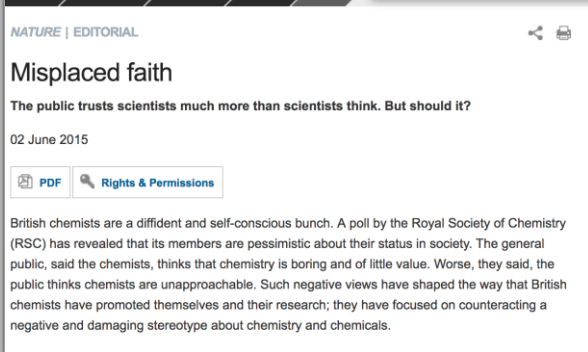 NATURE | EDITORIAL
Misplaced faith
The public trusts scientists much more than scientists think. But should it?
02 June 2015
PDF
Rights & Permissions
British chemists are a diffident and self-conscious bunch. A poll by the Royal Society of Chemistry
(RSC) has revealed that its members are pessimistic about their status in society. The general
public, said the chemists, thinks that chemistry is boring and of little value. Worse, they said, the
public thinks chemists are unapproachable. Such negative views have shaped the way that British
chemists have promoted themselves and their research; they have focused on counteracting a
negative and damaging stereotype about chemistry and chemicals.